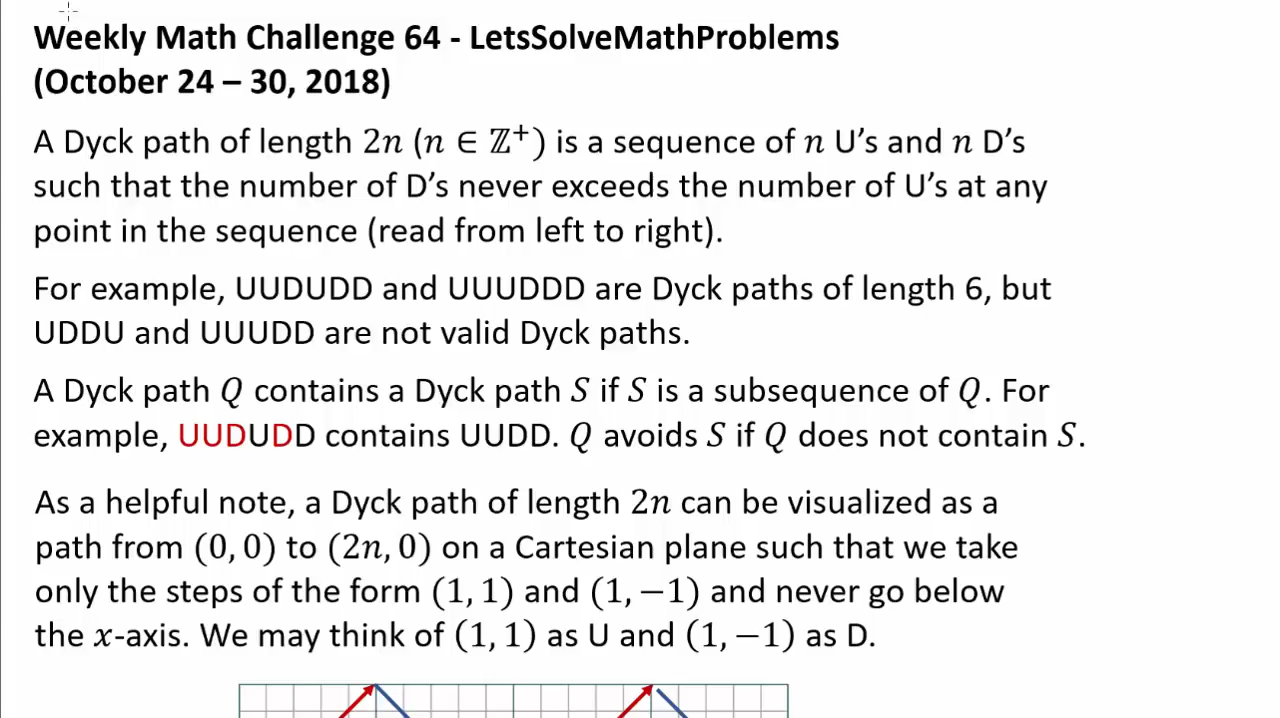 Weekly Math Challenge 64 - LetsSolveMathProblems
(October 24 – 30, 2018)
A Dyck path of length 2𝑛 (𝑛 ∈ ℤ⁺) is a sequence of 𝑛 U’s and 𝑛 D’s
such that the number of D’s never exceeds the number of U’s at any
point in the sequence (read from left to right).
For example, UUDUDD and UUUDDD are Dyck paths of length 6, but
UDDU and UUUDD are not valid Dyck paths.
A Dyck path 𝑄 contains a Dyck path 𝑆 if 𝑆 is a subsequence of 𝑄. For
example, UUDUDD contains UUDD. 𝑄 avoids 𝑆 if 𝑄 does not contain 𝑆.
As a helpful note, a Dyck path of length 2𝑛 can be visualized as a
path from (0, 0) to (2𝑛, 0) on a Cartesian plane such that we take
only the steps of the form (1, 1) and (1, −1) and never go below
the 𝑥-axis. We may think of (1, 1) as U and (1, −1) as D.